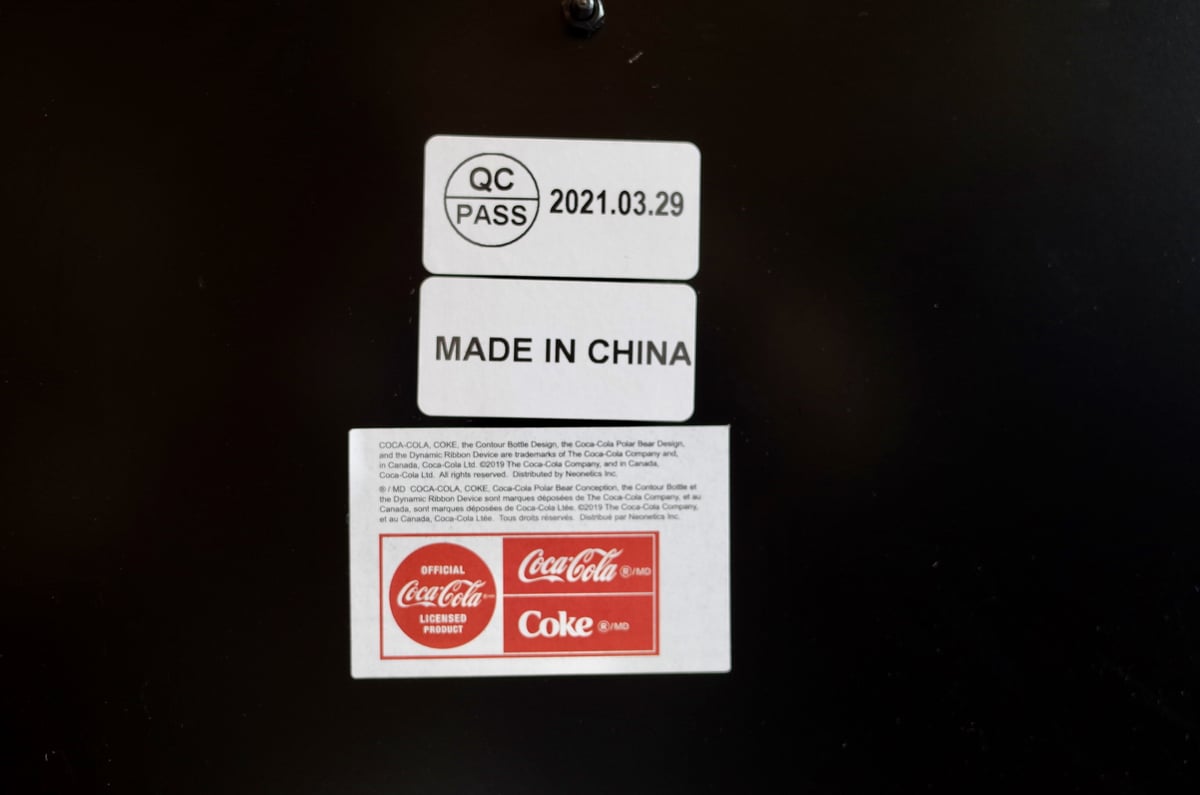 QC
PASS
2021.03.29
MADE IN CHINA
COCA-COLA, COKE, the Contour Bottle Design, the Coca-Cola Polar Bear Design,
and the Dynamic Ribbon Device are trademarks of The Coca-Cola Company and,
in Canada, Coca-Cola Ltd. ©2019 The Coca-Cola Company, and in Canada,
Coca-Cola Ltd. All rights reserved. Distributed by Neonetics Inc.
® / MD COCA-COLA, COKE, Coca-Cola Polar Bear Conception, the Contour Bottle et
the Dynamic Ribbon Device sont marques déposées de The Coca-Cola Company, et au
Canada, sont marques déposées de Coca-Cola Ltée. ©2019 The Coca-Cola Company,
et au Canada, Coca-Cola Ltée. Tous droits réservés. Distribué par Neonetics Inc.
OFFICIAL
Coca-Cola
LICENSED
PRODUCT
Coca-Cola ®/MD
Coke ®/MD